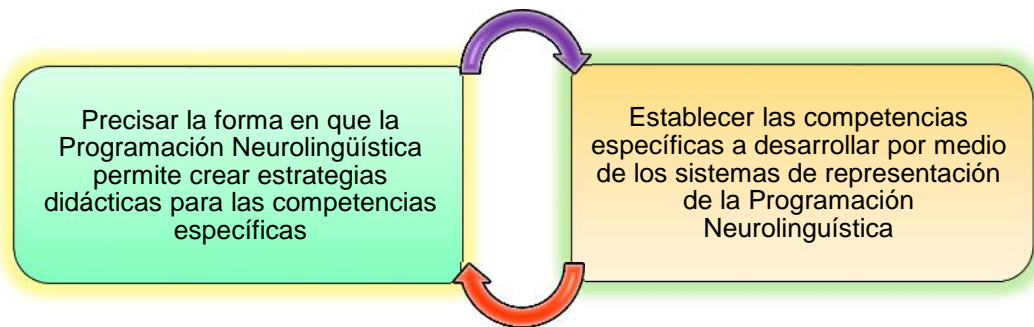 Precisar la forma en que la
Programación Neurolingüística
permite crear estrategias
didácticas para las competencias
específicas
Establecer las competencias
específicas a desarrollar por medio
de los sistemas de representación
de la Programación
Neurolinguística